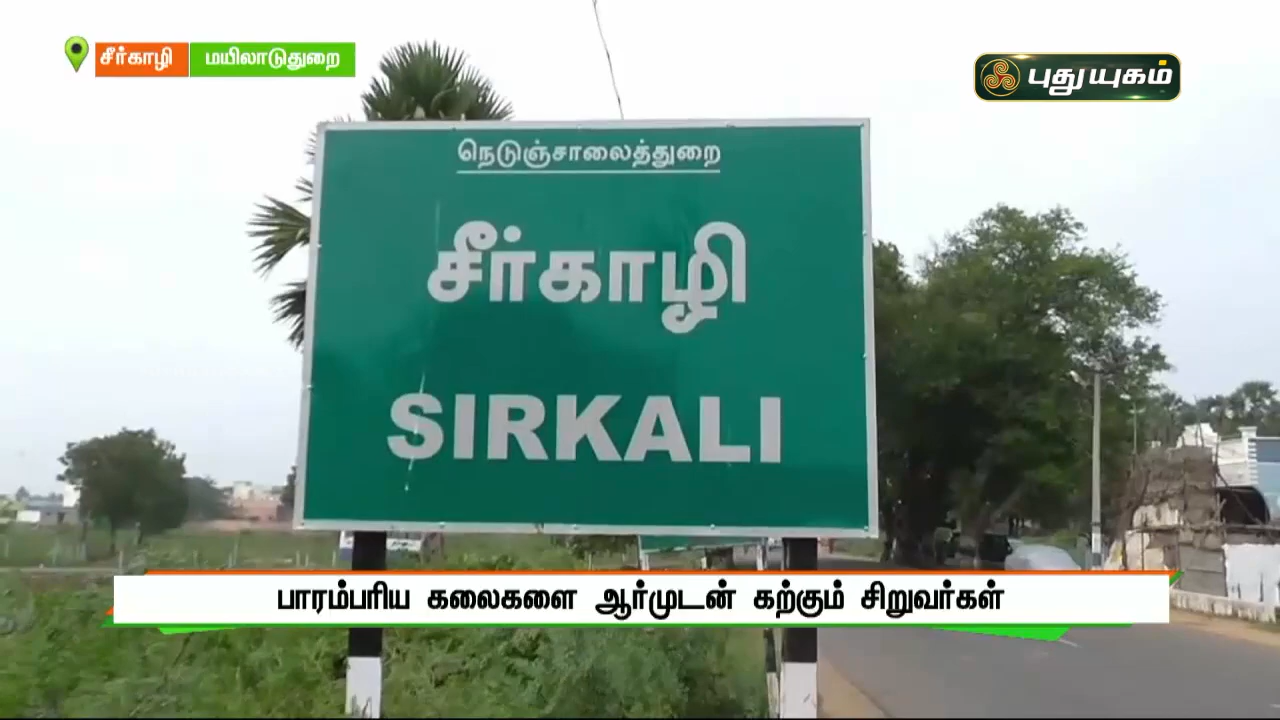 சீர்காழி மயிலாடுதுறை
புதுயுகம்
நெடுஞ்சாலைத்துறை
சீர்காழி
SIRKALI
பாரம்பரிய கலைகளை ஆர்முடன் கற்கும் சிறுவர்கள்